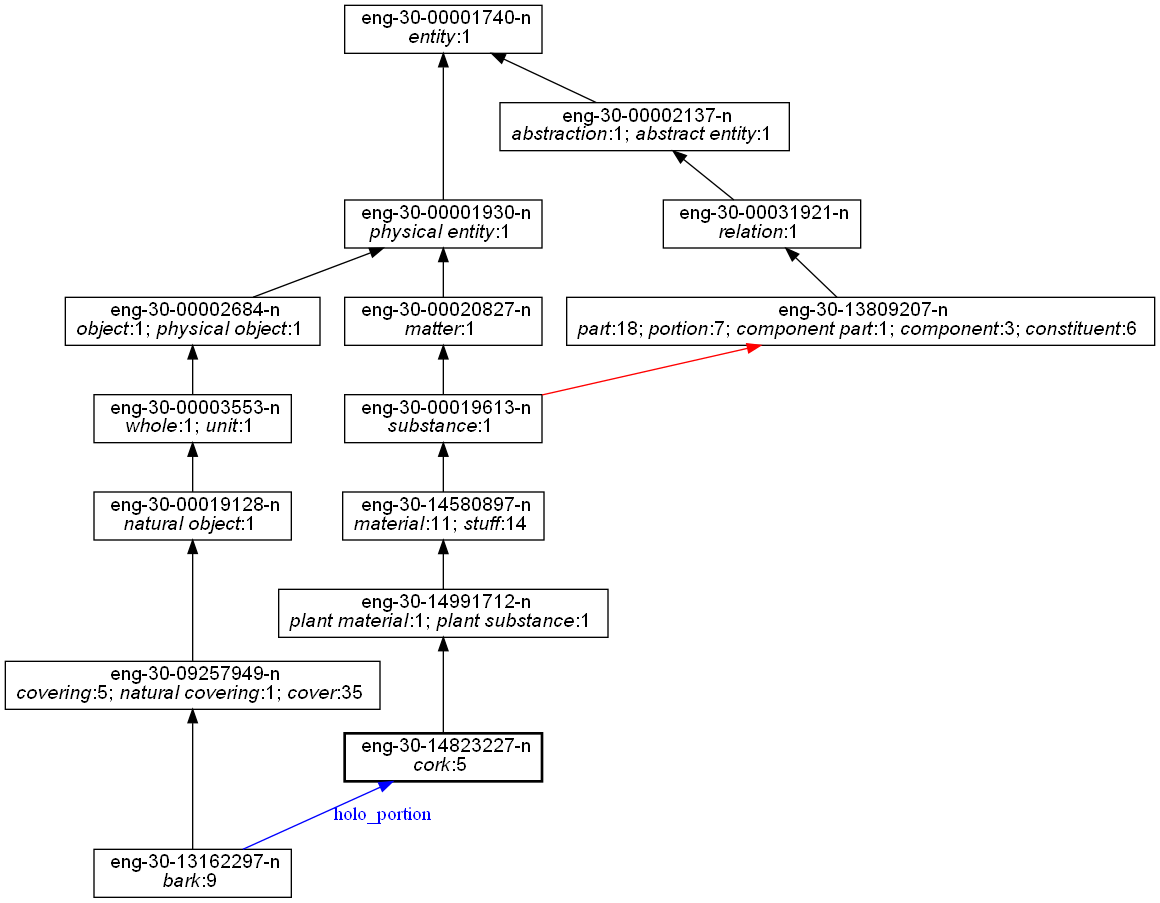 eng-30-00001740-n
entity:1
eng-30-00002137-n
abstraction:1; abstract entity:1
eng-30-00001930-n
physical entity:1
eng-30-00031921-n
relation:1
eng-30-00002684-n
object:1; physical object:1
eng-30-00020827-n
matter:1
eng-30-13809207-n
part:18; portion:7; component part:1; component:3; constituent:6
eng-30-00003553-n
whole:1; unit:1
eng-30-00019613-n
substance:1
eng-30-00019128-n
natural object:1
eng-30-14580897-n
material:11; stuff:14
eng-30-14991712-n
plant material:1; plant substance:1
eng-30-09257949-n
covering:5; natural covering:1; cover:35
eng-30-14823227-n
cork:5
holo_portion
eng-30-13162297-n
bark:9